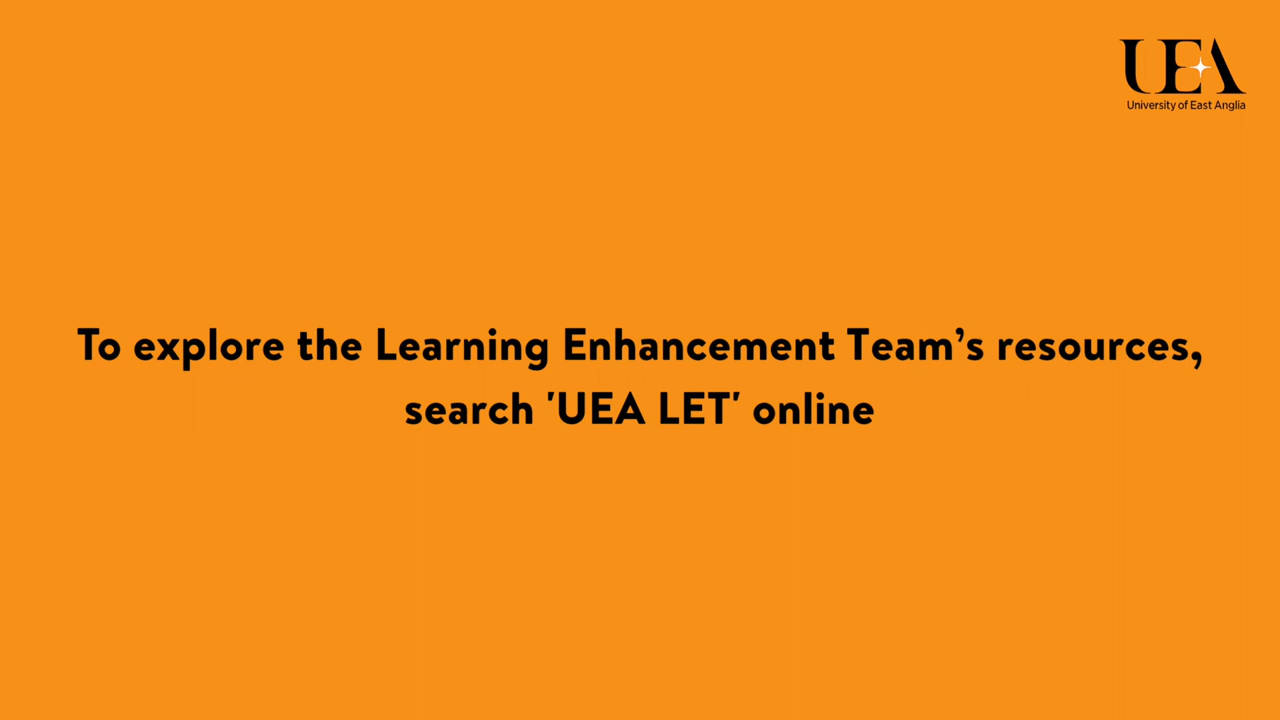 UEA
University of East Anglia
To explore the Learning Enhancement Team’s resources,
search 'UEA LET' online